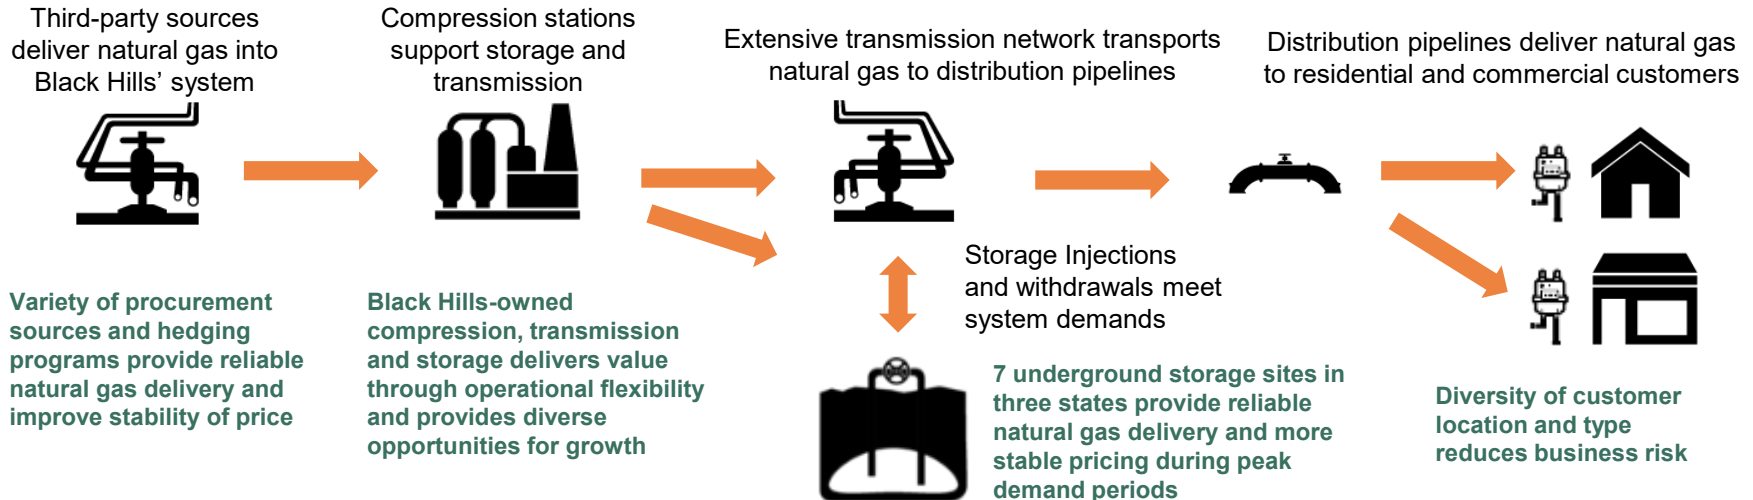 Third-party sources
deliver natural gas into
Black Hills' system
Compression stations
support storage and
transmission
Extensive transmission network transports
natural gas to distribution pipelines
Distribution pipelines deliver natural gas
to residential and commercial customers
Storage Injections
and withdrawals meet
system demands
Variety of procurement
sources and hedging
programs provide reliable
natural gas delivery and
improve stability of price
Black Hills-owned
compression, transmission
and storage delivers value
through operational flexibility
and provides diverse
opportunities for growth
7 underground storage sites in
three states provide reliable
natural gas delivery and more
stable pricing during peak
demand periods
Diversity of customer
location and type
reduces business risk